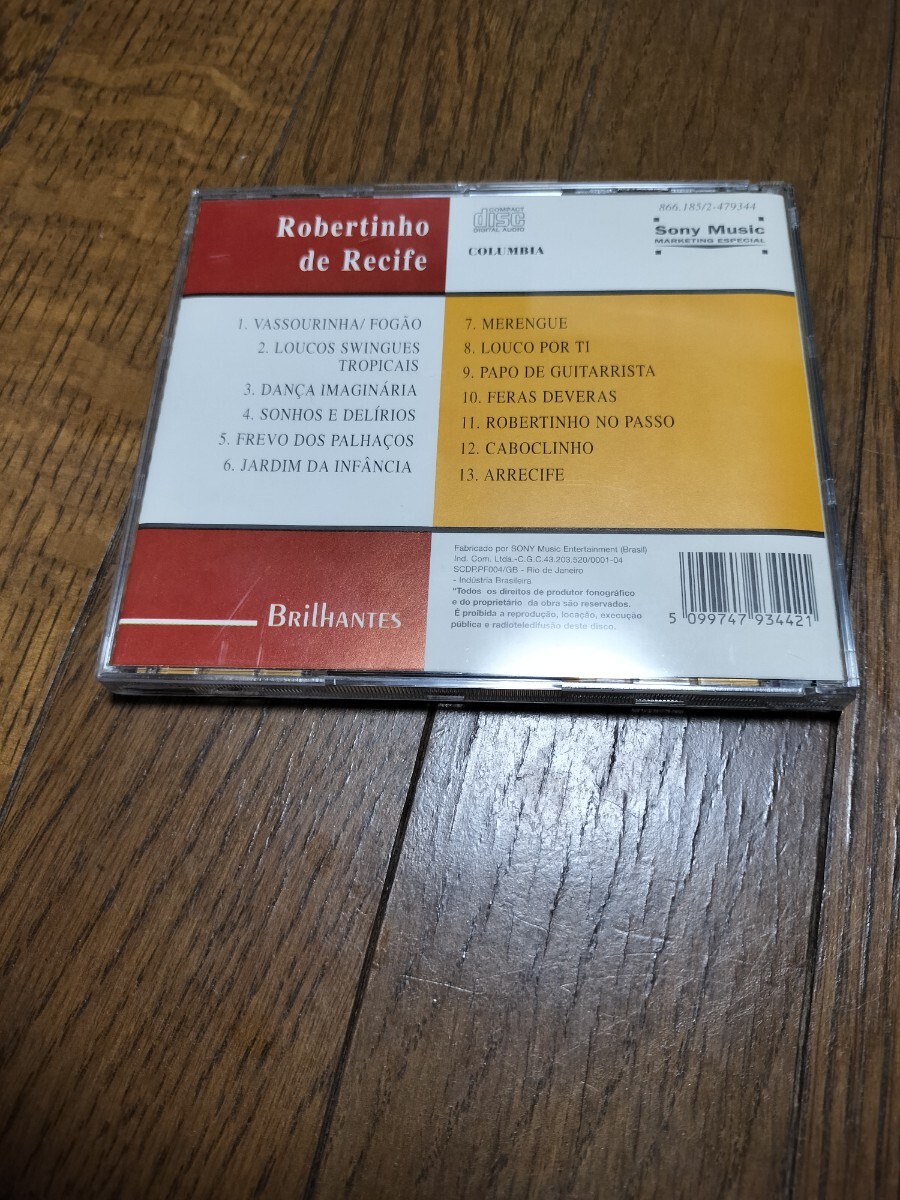 Robertinho
de Recife
COMPACT
disc
DIGITAL AUDIO
COLUMBIA
866.185/2-479344
Sony Music
MARKETING ESPECIAL
1. VASSOURINHA/ FOGÃO
2. LOUCOS SWINGUES
TROPICAIS
3. DANÇA IMAGINÁRIA
4. SONHOS E DELÍRIOS
5. FREVO DOS PALHAÇOS
6. JARDIM DA INFÂNCIA
7. MERENGUE
8. LOUCO POR TI
9. PAPO DE GUITARRISTA
10. FERAS DEVERAS
11. ROBERTINHO NO PASSO
12. CABOCLINHO
13. ARRECIFE
BRILHANTES
Fabricado por SONY Music Entertainment (Brasil)
Ind. Com. Ltda.-C.G.C.43.203.520/0001-04
SCDP.PF004/GB - Rio de Janeiro
- Indústria Brasileira
"Todos os direitos de produtor fonográfico
e do proprietário da obra são reservados.
É proibida a reprodução, locação, execução
pública e radioteledifusão deste disco.
5 099747 934421